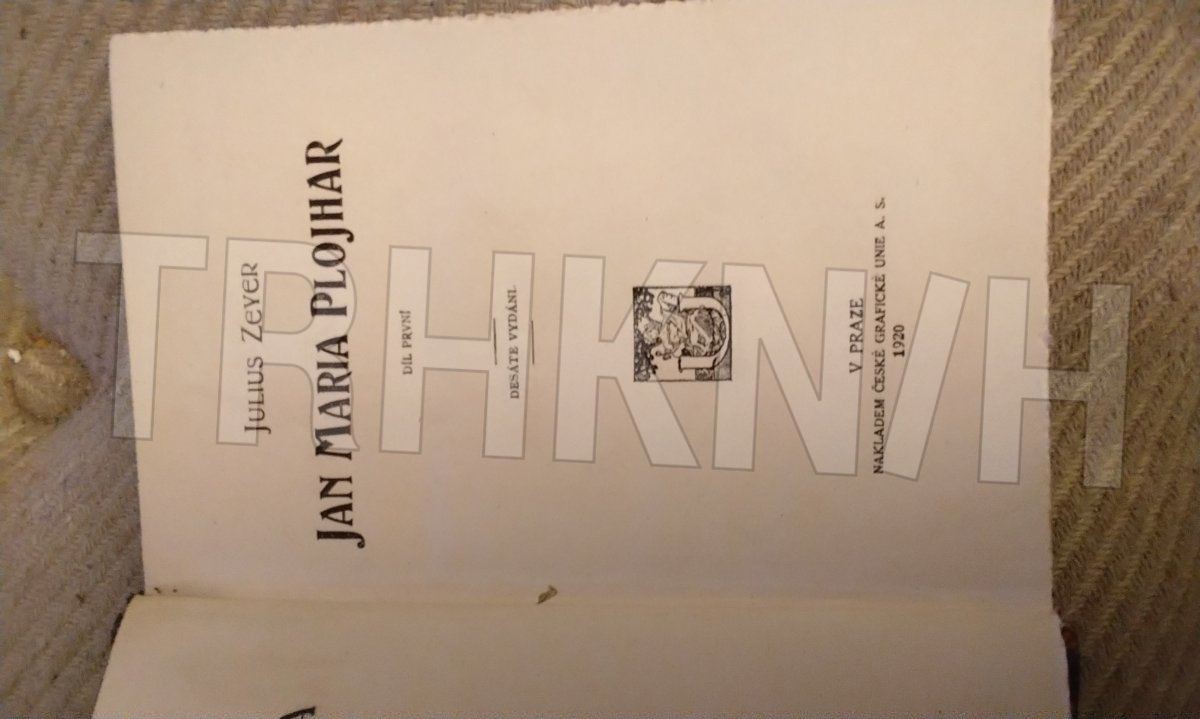 JULIUS ZEYER
JAN MARIA PLOJHAR
DÍL PRVNÍ
DESÁTÉ VYDÁNÍ.
V PRAZE
NÁKLADEM ČESKÉ GRAFICKÉ UNIE A. S.
1920
TRHKNIH